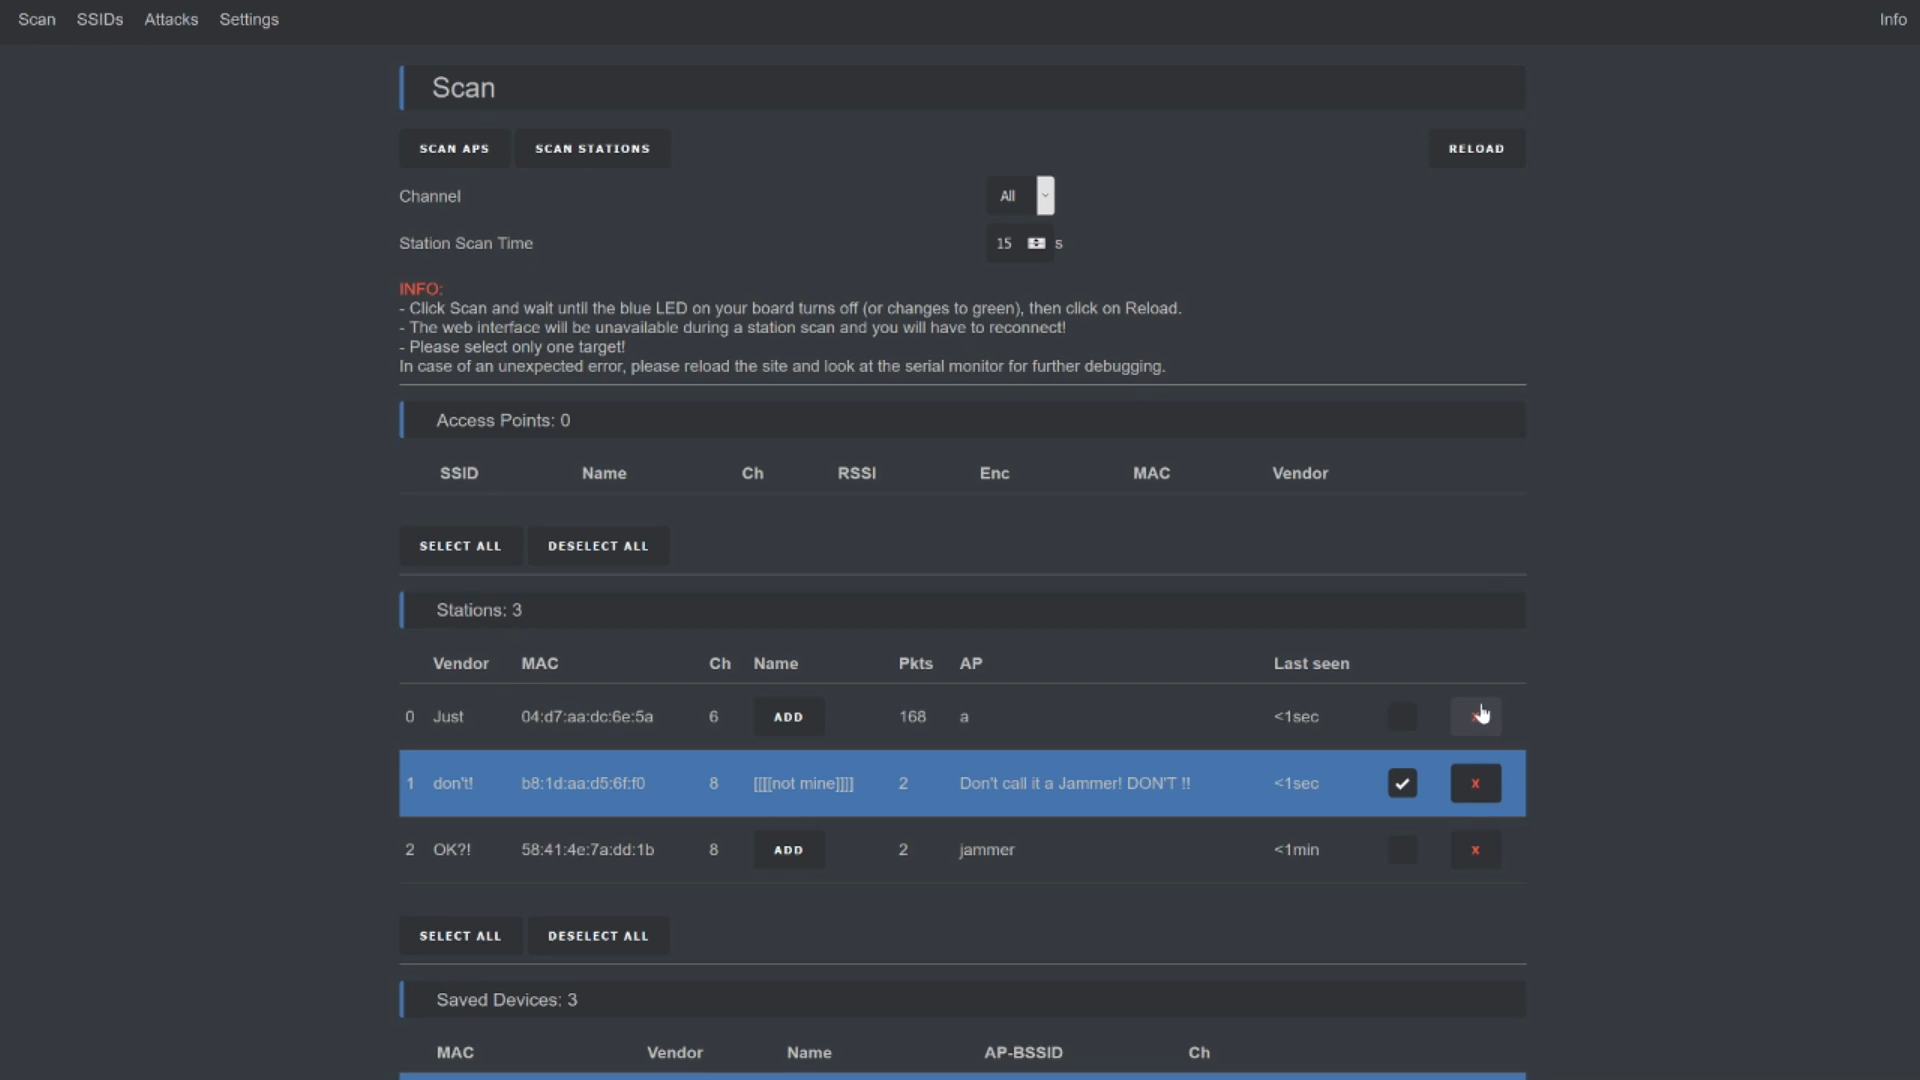 Scan SSIDs Attacks Settings Info
Scan
SCAN APS SCAN STATIONS RELOAD
Channel All
Station Scan Time 15 s
INFO:
- Click Scan and wait until the blue LED on your board turns off (or changes to green), then click on Reload.
- The web interface will be unavailable during a station scan and you will have to reconnect!
- Please select only one target!
In case of an unexpected error, please reload the site and look at the serial monitor for further debugging.
Access Points: 0
SSID Name Ch RSSI Enc MAC Vendor
SELECT ALL DESELECT ALL
Stations: 3
Vendor MAC Ch Name Pkts AP Last seen
0 Just 04:d7:aa:dc:6e:5a 6 ADD 168 a <1sec x
1 don't! b8:1d:aa:d5:6f:f0 8 [[[[not mine]]]] 2 Don't call it a Jammer! DON'T !! <1sec x
2 OK?! 58:41:4e:7a:dd:1b 8 ADD 2 jammer <1min x
SELECT ALL DESELECT ALL
Saved Devices: 3
MAC Vendor Name AP-BSSID Ch